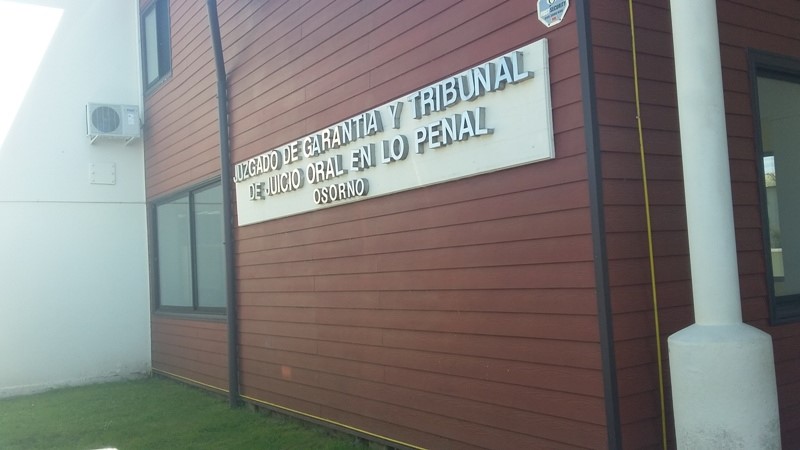 JUZGADO DE GARANTIA Y TRIBUNAL
DE JUICIO ORAL EN LO PENAL
OSORNO